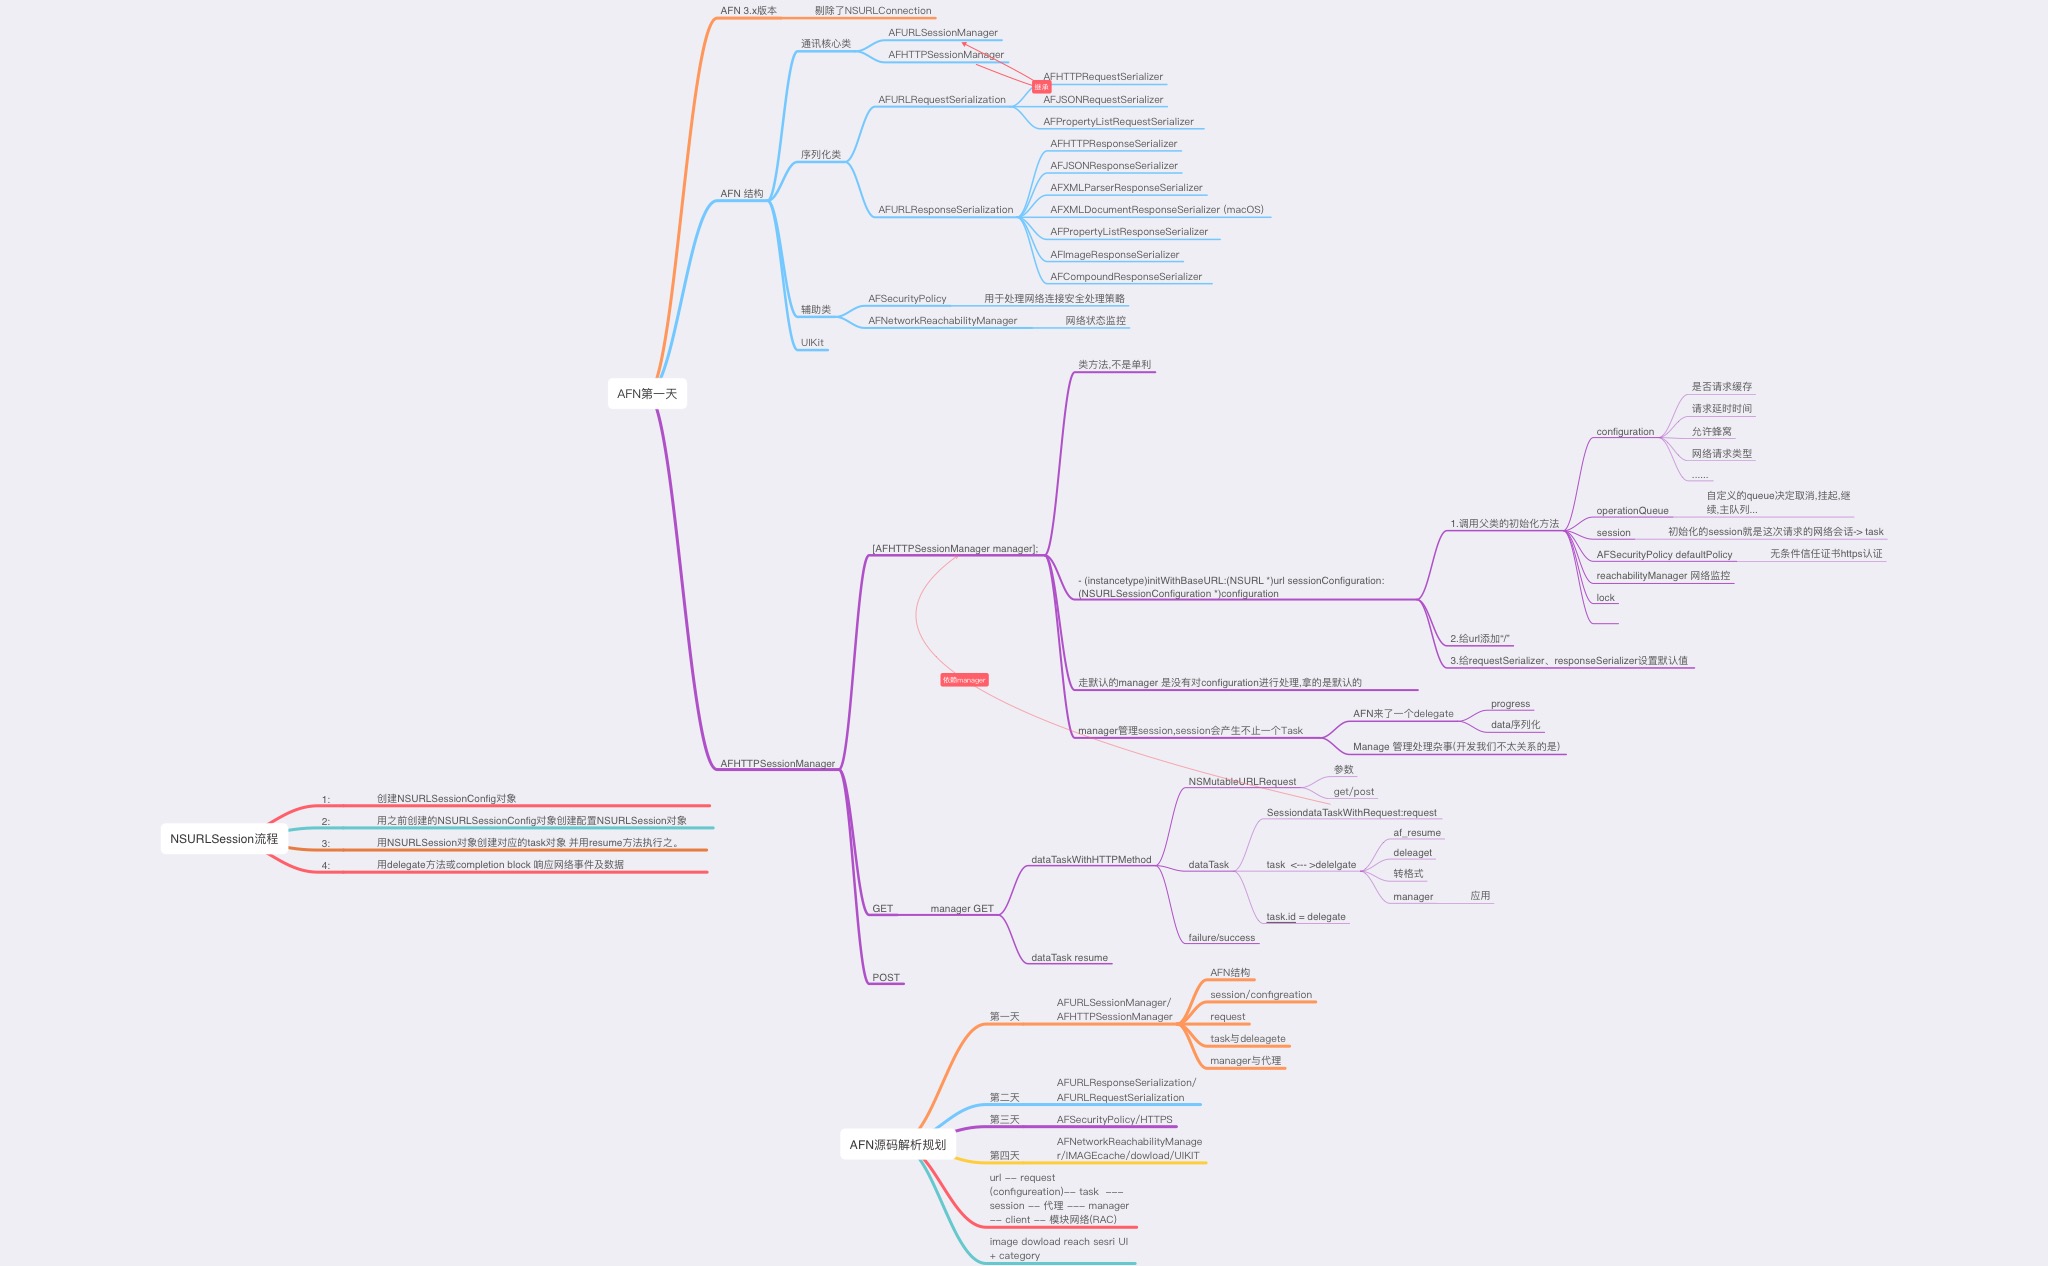 AFN第一天
AFN 3.x版本
剔除了NSURLConnection
AFN 结构
通讯核心类
AFURLSessionManager
AFHTTPSessionManager
继承
序列化类
AFURLRequestSerialization
AFHTTPRequestSerializer
AFJSONRequestSerializer
AFPropertyListRequestSerializer
AFURLResponseSerialization
AFHTTPResponseSerializer
AFJSONResponseSerializer
AFXMLParserResponseSerializer
AFXMLDocumentResponseSerializer (macOS)
AFPropertyListResponseSerializer
AFImageResponseSerializer
AFCompoundResponseSerializer
辅助类
AFSecurityPolicy
用于处理网络连接安全处理策略
AFNetworkReachabilityManager
网络状态监控
UIKit
AFHTTPSessionManager
[AFHTTPSessionManager manager];
类方法,不是单利
- (instancetype)initWithBaseURL:(NSURL *)url sessionConfiguration:
(NSURLSessionConfiguration *)configuration
1.调用父类的初始化方法
configuration
是否请求缓存
请求延时时间
允许蜂窝
网络请求类型
......
operationQueue
自定义的queue决定取消,挂起,继
续,主队列...
session
初始化的session就是这次请求的网络会话-> task
AFSecurityPolicy defaultPolicy
无条件信任证书https认证
reachabilityManager 网络监控
lock
2.给url添加“/”
3.给requestSerializer、responseSerializer设置默认值
走默认的manager 是没有对configuration进行处理,拿的是默认的
依赖manager
manager管理session,session会产生不止一个Task
AFN来了一个delegate
progress
data序列化
Manage 管理处理杂事(开发我们不太关系的是)
GET
manager GET
dataTaskWithHTTPMethod
NSMutableURLRequest
参数
get/post
dataTask
SessiondataTaskWithRequest:request
task  <--- >delelgate
af_resume
deleaget
转格式
manager
应用
task.id = delegate
failure/success
dataTask resume
POST
NSURLSession流程
1:
创建NSURLSessionConfig对象
2:
用之前创建的NSURLSessionConfig对象创建配置NSURLSession对象
3:
用NSURLSession对象创建对应的task对象 并用resume方法执行之。
4:
用delegate方法或completion block 响应网络事件及数据
AFN源码解析规划
第一天
AFURLSessionManager/
AFHTTPSessionManager
AFN结构
session/configreation
request
task与deleagete
manager与代理
第二天
AFURLResponseSerialization/
AFURLRequestSerialization
第三天
AFSecurityPolicy/HTTPS
第四天
AFNetworkReachabilityManage
r/IMAGEcache/dowload/UIKIT
url —– request
(configureation)—– task  –––
session —– 代理 ––– manager
—– client —– 模块网络(RAC)
image dowload reach sesri UI
+ category